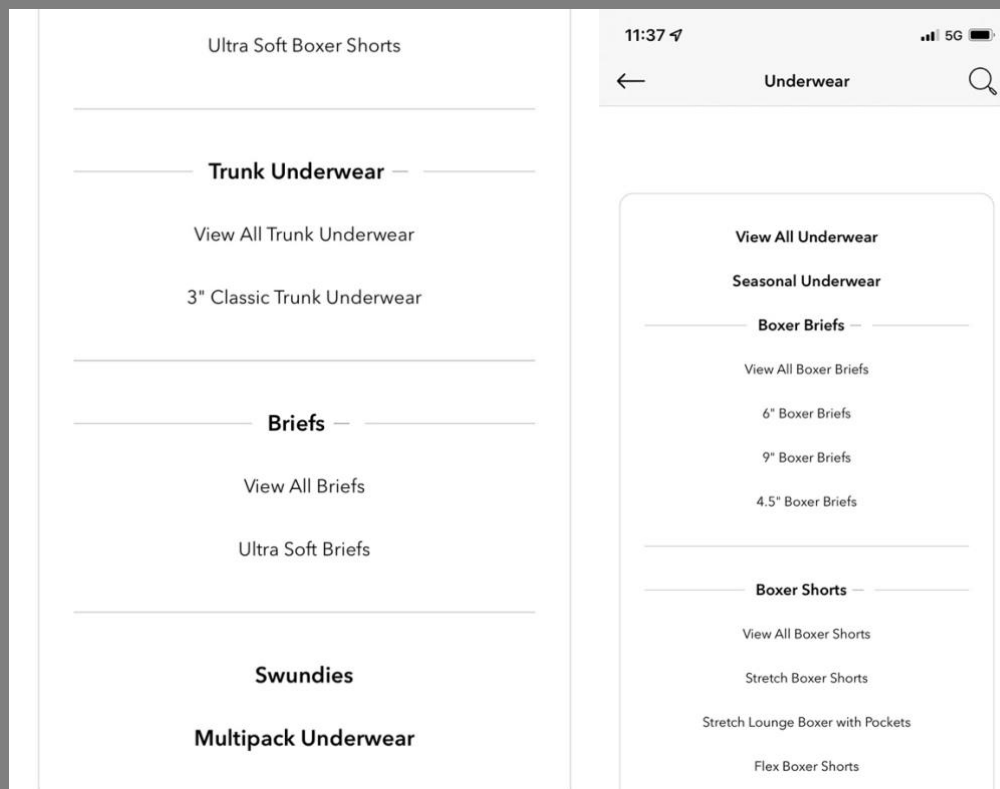 Ultra Soft Boxer Shorts
Trunk Underwear
View All Trunk Underwear
3" Classic Trunk Underwear
Briefs
View All Briefs
Ultra Soft Briefs
Swundies
Multipack Underwear
11:37
5G
Underwear
View All Underwear
Seasonal Underwear
Boxer Briefs
View All Boxer Briefs
6" Boxer Briefs
9" Boxer Briefs
4.5" Boxer Briefs
Boxer Shorts
View All Boxer Shorts
Stretch Boxer Shorts
Stretch Lounge Boxer with Pockets
Flex Boxer Shorts